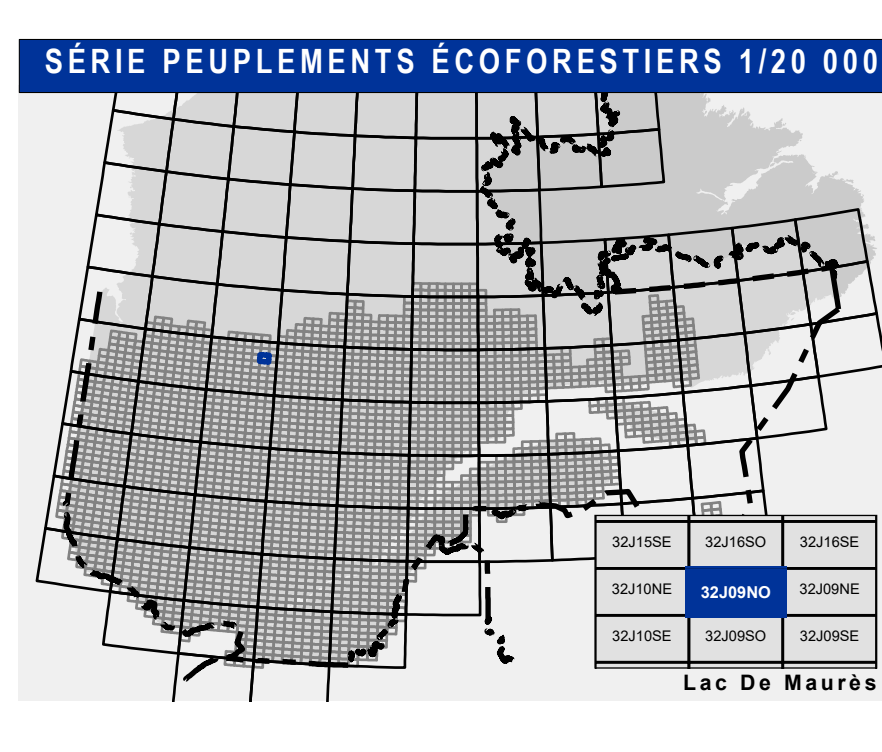 SÉRIE PEUPLEMENTS ÉCOFORESTIERS 1/20 000
32J15SE 32J16SO 32J16SE
32J10NE 32J09NO 32J09NE
32J10SE 32J09SO 32J09SE
Lac De Maurès